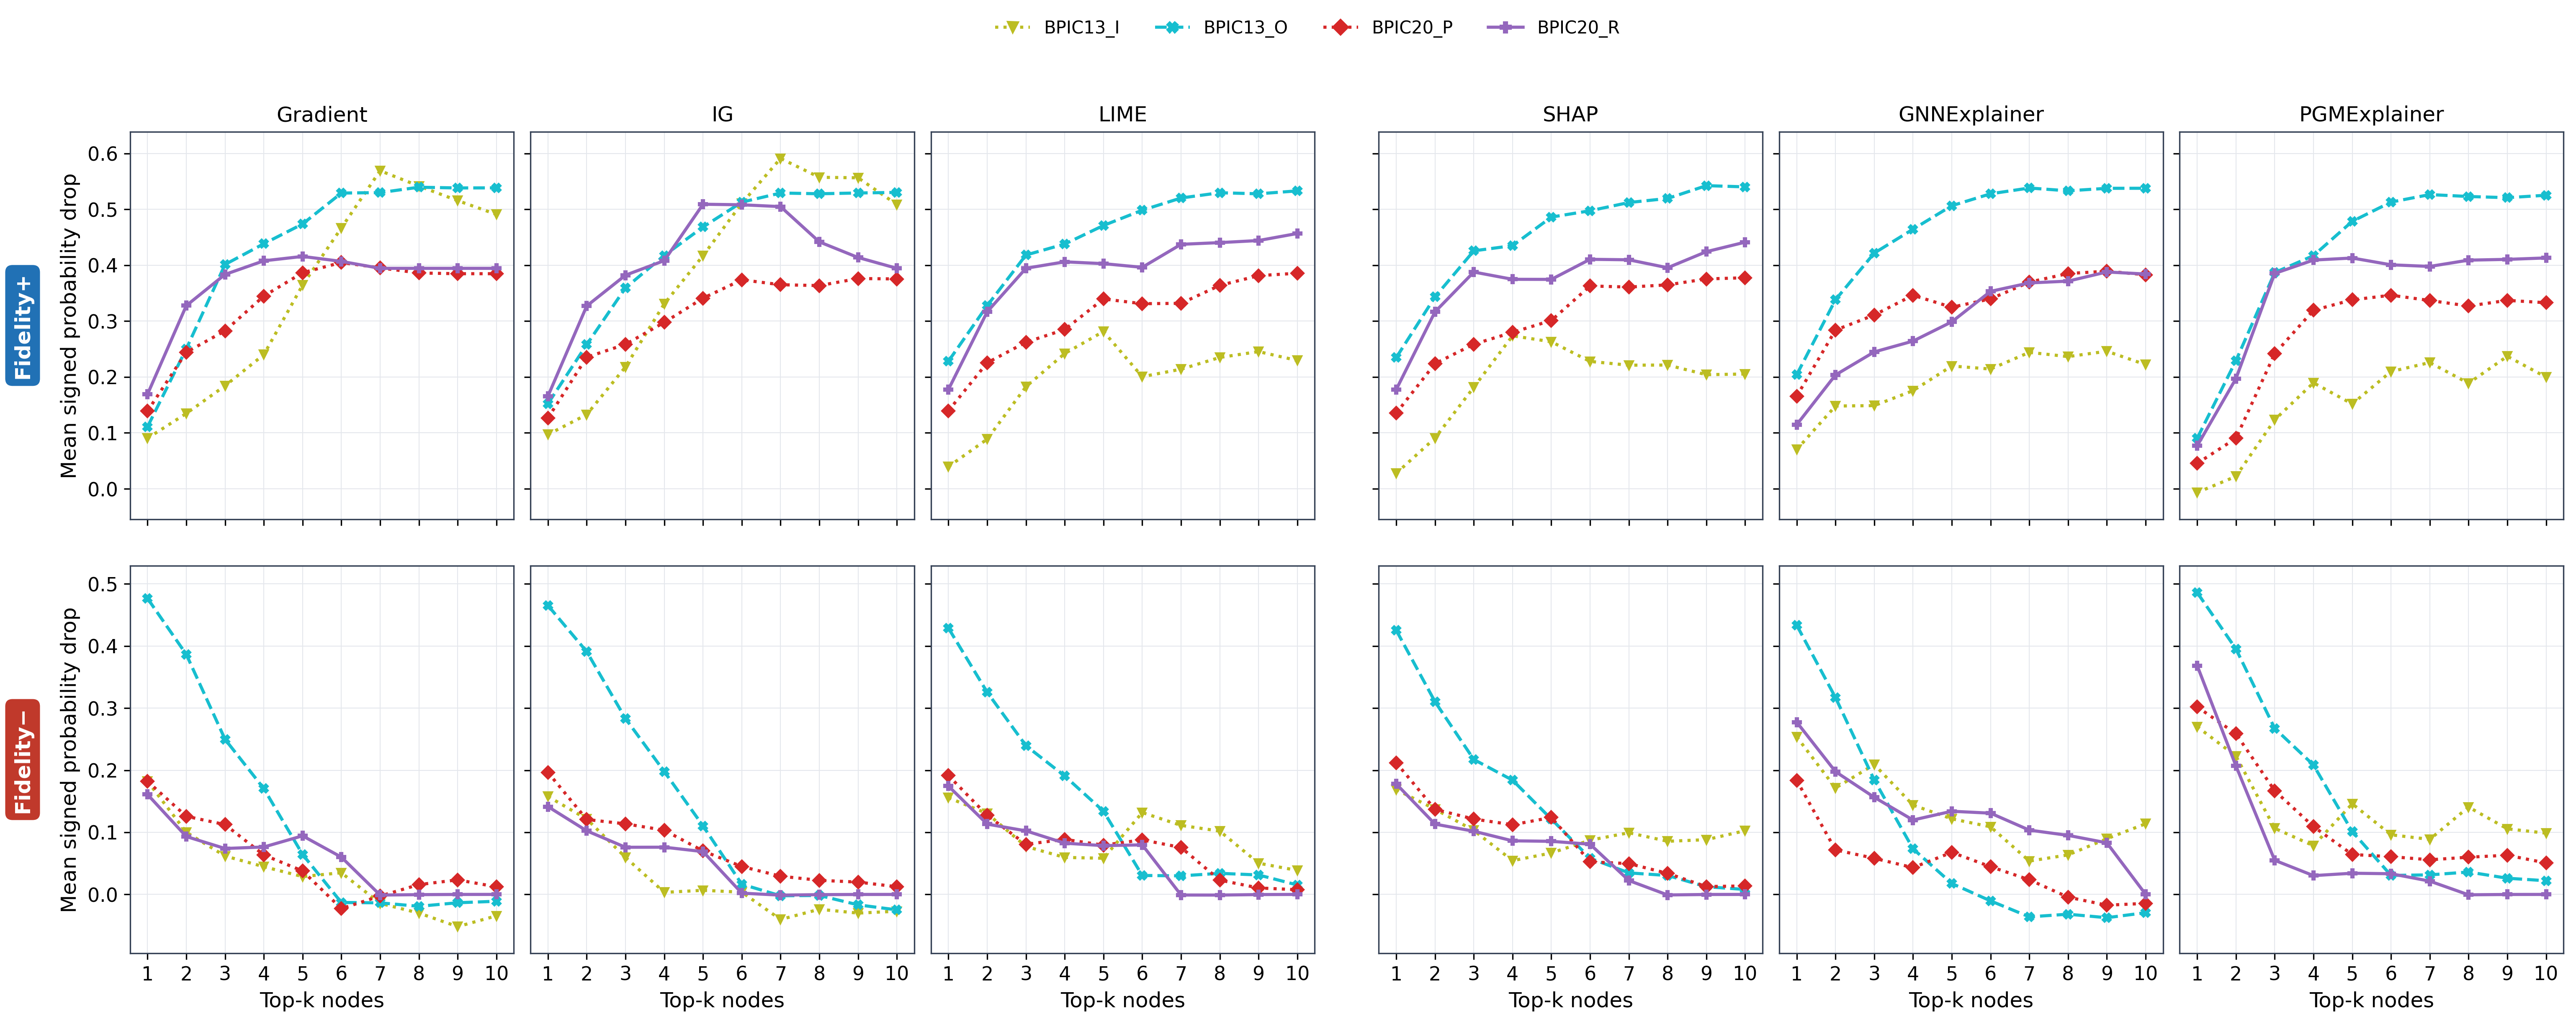 BPIC13_I BPIC13_O BPIC20_P BPIC20_R
Gradient IG LIME SHAP GNNExplainer PGMExplainer
Fidelity+
Mean signed probability drop
0.6
0.5
0.4
0.3
0.2
0.1
0.0
Fidelity−
Mean signed probability drop
0.5
0.4
0.3
0.2
0.1
0.0
1 2 3 4 5 6 7 8 9 10 1 2 3 4 5 6 7 8 9 10 1 2 3 4 5 6 7 8 9 10 1 2 3 4 5 6 7 8 9 10 1 2 3 4 5 6 7 8 9 10 1 2 3 4 5 6 7 8 9 10
Top-k nodes Top-k nodes Top-k nodes Top-k nodes Top-k nodes Top-k nodes